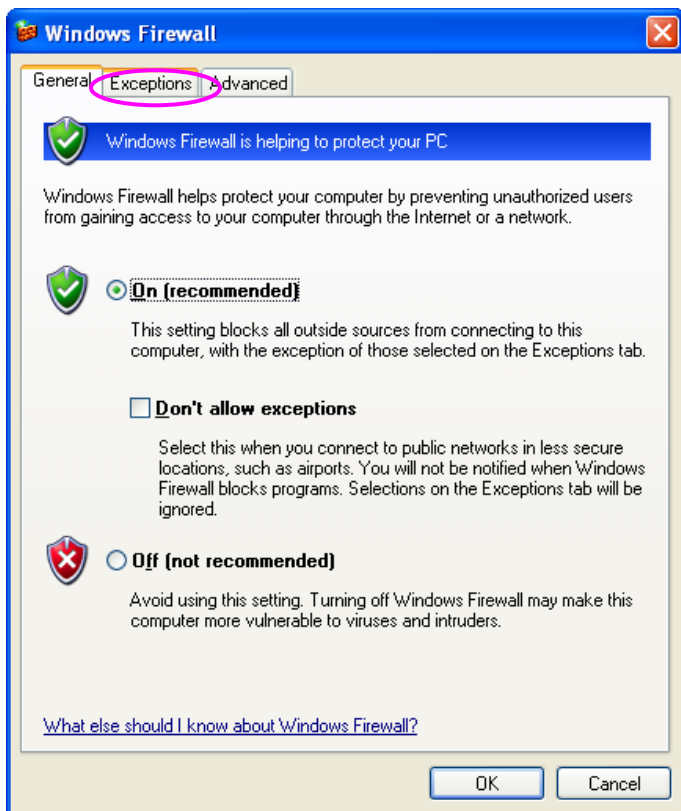 Windows Firewall
General Exceptions Advanced
Windows Firewall is helping to protect your PC
Windows Firewall helps protect your computer by preventing unauthorized users
from gaining access to your computer through the Internet or a network.
On (recommended)
This setting blocks all outside sources from connecting to this
computer, with the exception of those selected on the Exceptions tab.
Don't allow exceptions
Select this when you connect to public networks in less secure
locations, such as airports. You will not be notified when Windows
Firewall blocks programs. Selections on the Exceptions tab will be
ignored.
Off (not recommended)
Avoid using this setting. Turning off Windows Firewall may make this
computer more vulnerable to viruses and intruders.
What else should I know about Windows Firewall?
OK Cancel